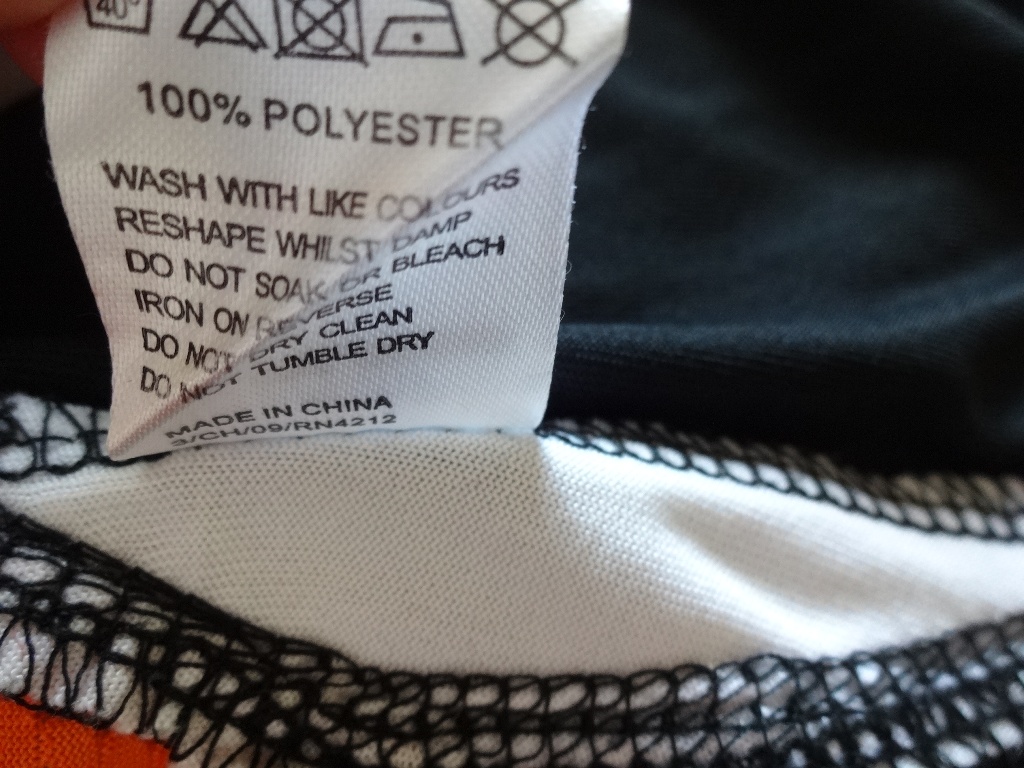 40°
100% POLYESTER
WASH WITH LIKE COLOURS
RESHAPE WHILST DAMP
DO NOT SOAK OR BLEACH
IRON ON REVERSE
DO NOT DRY CLEAN
DO NOT TUMBLE DRY
MADE IN CHINA
3/CH/09/RN4212